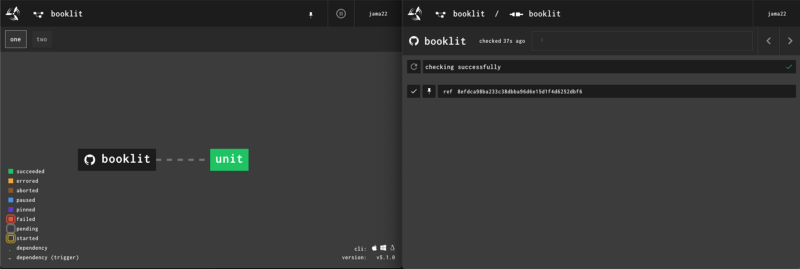 booklit
jama22
one
two
booklit
unit
succeeded
errored
aborted
paused
pinned
failed
pending
started
dependency
dependency (trigger)
cli:
version: v5.1.0
booklit / booklit
jama22
booklit checked 37s ago
checking successfully
ref